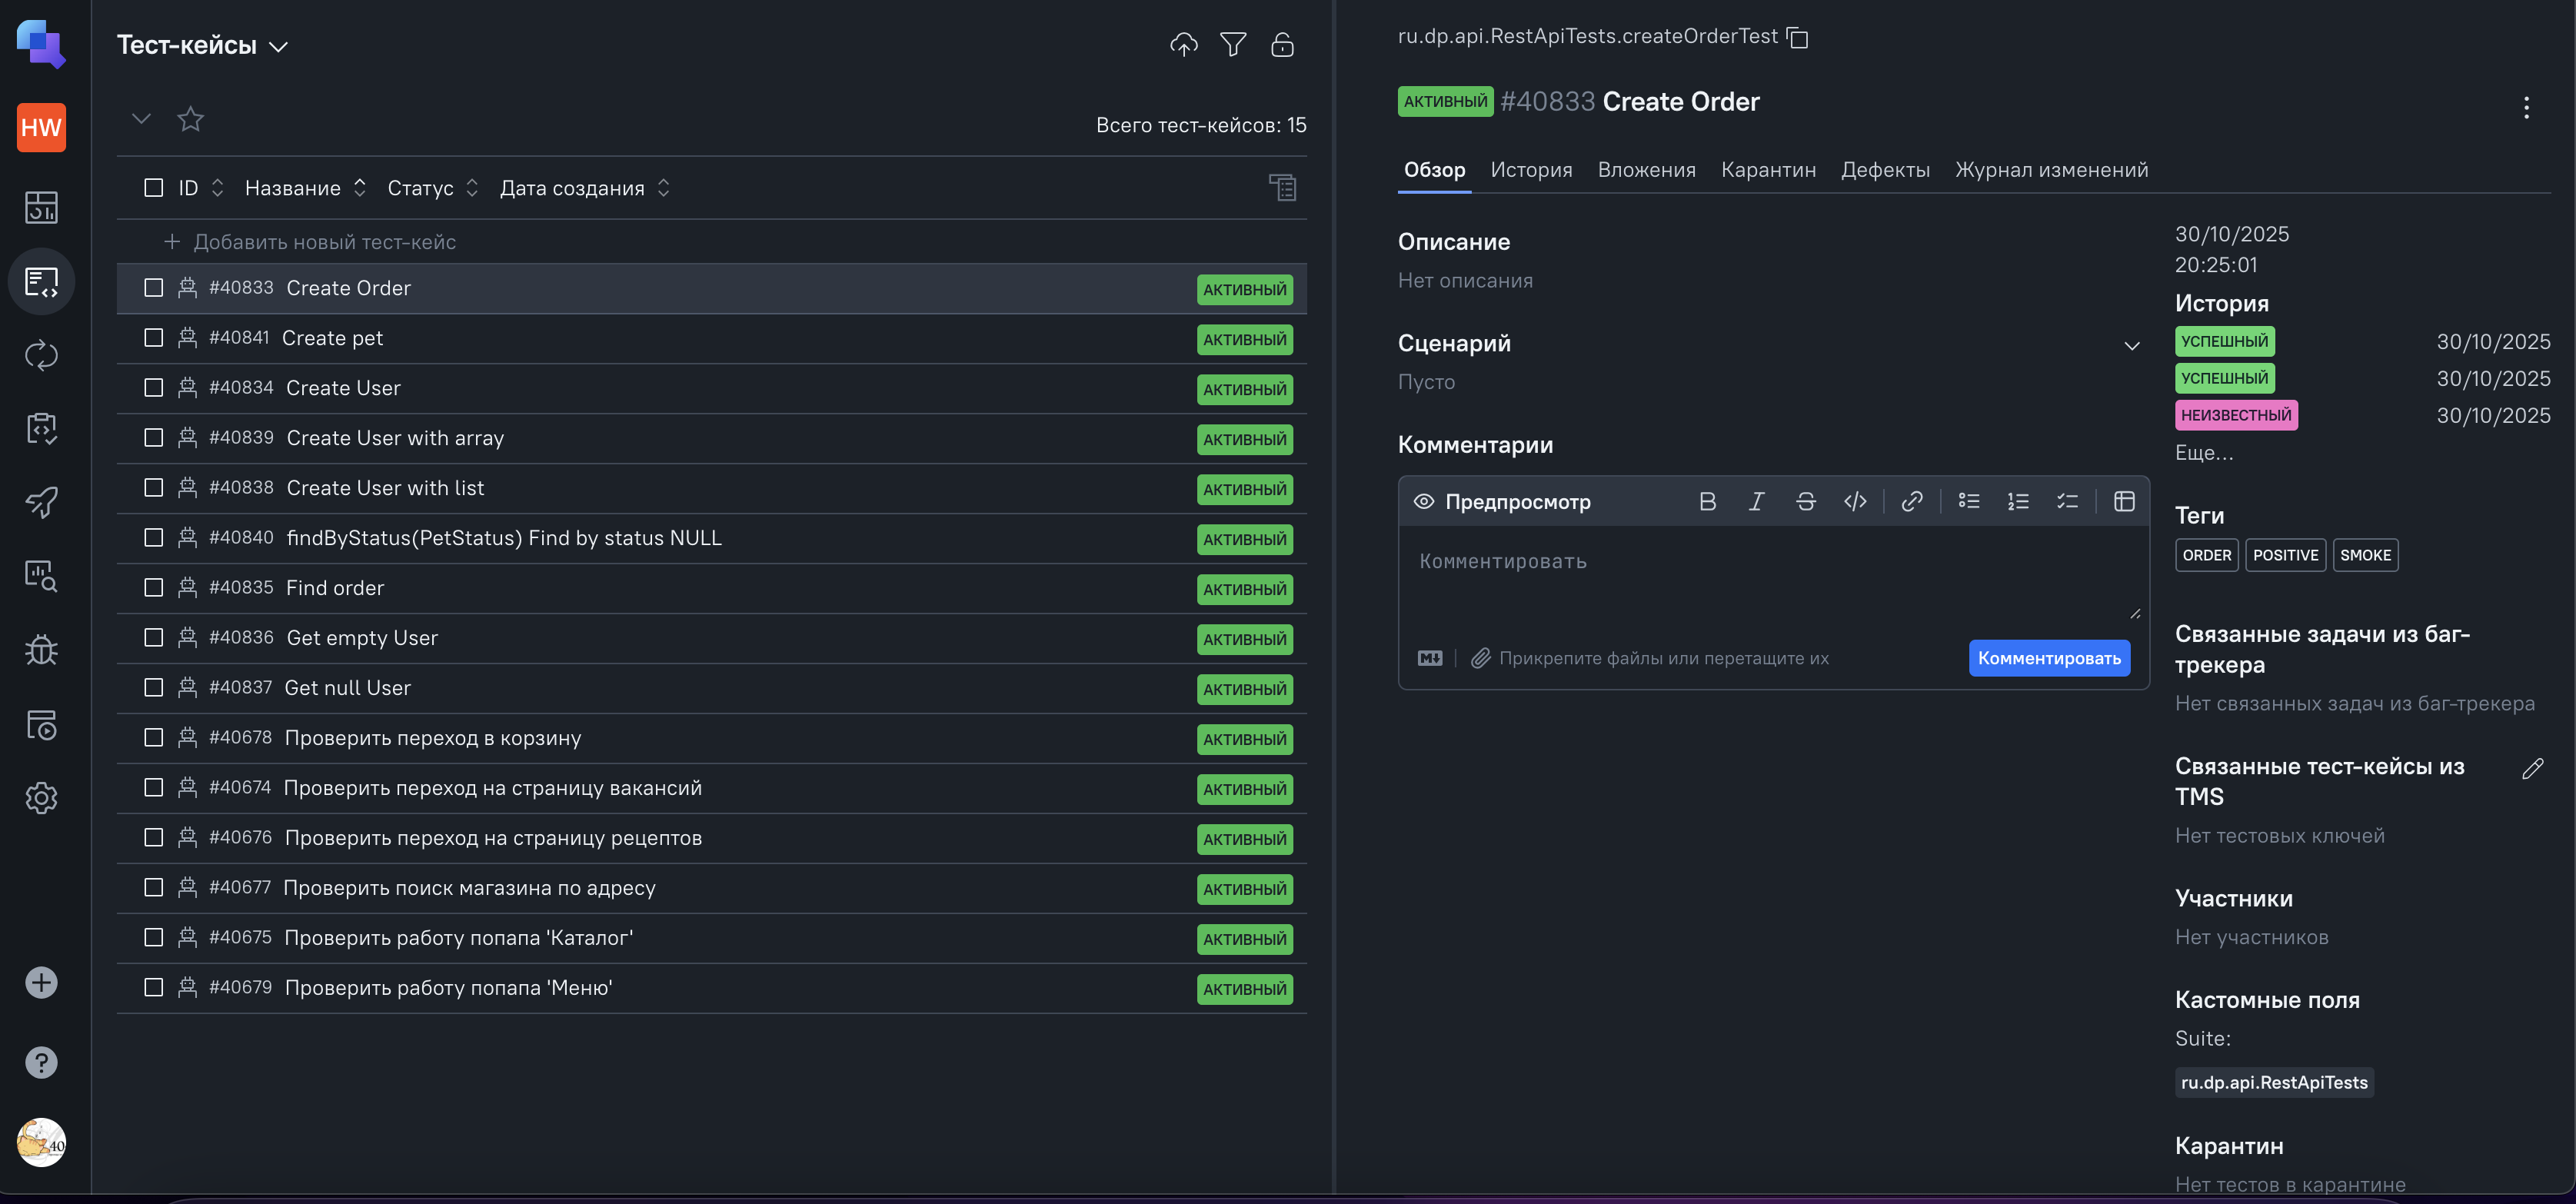 HW
Тест-кейсы
Всего тест-кейсов: 15
ID Название Статус Дата создания
Добавить новый тест-кейс
#40833 Create Order АКТИВНЫЙ
#40841 Create pet АКТИВНЫЙ
#40834 Create User АКТИВНЫЙ
#40839 Create User with array АКТИВНЫЙ
#40838 Create User with list АКТИВНЫЙ
#40840 findByStatus(PetStatus) Find by status NULL АКТИВНЫЙ
#40835 Find order АКТИВНЫЙ
#40836 Get empty User АКТИВНЫЙ
#40837 Get null User АКТИВНЫЙ
#40678 Проверить переход в корзину АКТИВНЫЙ
#40674 Проверить переход на страницу вакансий АКТИВНЫЙ
#40676 Проверить переход на страницу рецептов АКТИВНЫЙ
#40677 Проверить поиск магазина по адресу АКТИВНЫЙ
#40675 Проверить работу попапа 'Каталог' АКТИВНЫЙ
#40679 Проверить работу попапа 'Меню' АКТИВНЫЙ
40
ru.dp.api.RestApiTests.createOrderTest
АКТИВНЫЙ #40833 Create Order
Обзор История Вложения Карантин Дефекты Журнал изменений
Описание
Нет описания
Сценарий
Пусто
Комментарии
Предпросмотр
Комментировать
Прикрепите файлы или перетащите их
Комментировать
30/10/2025
20:25:01
История
УСПЕШНЫЙ 30/10/2025
УСПЕШНЫЙ 30/10/2025
НЕИЗВЕСТНЫЙ 30/10/2025
Еще...
Теги
ORDER POSITIVE SMOKE
Связанные задачи из баг-
трекера
Нет связанных задач из баг-трекера
Связанные тест-кейсы из
TMS
Нет тестовых ключей
Участники
Нет участников
Кастомные поля
Suite:
ru.dp.api.RestApiTests
Карантин
Нет тестов в карантине